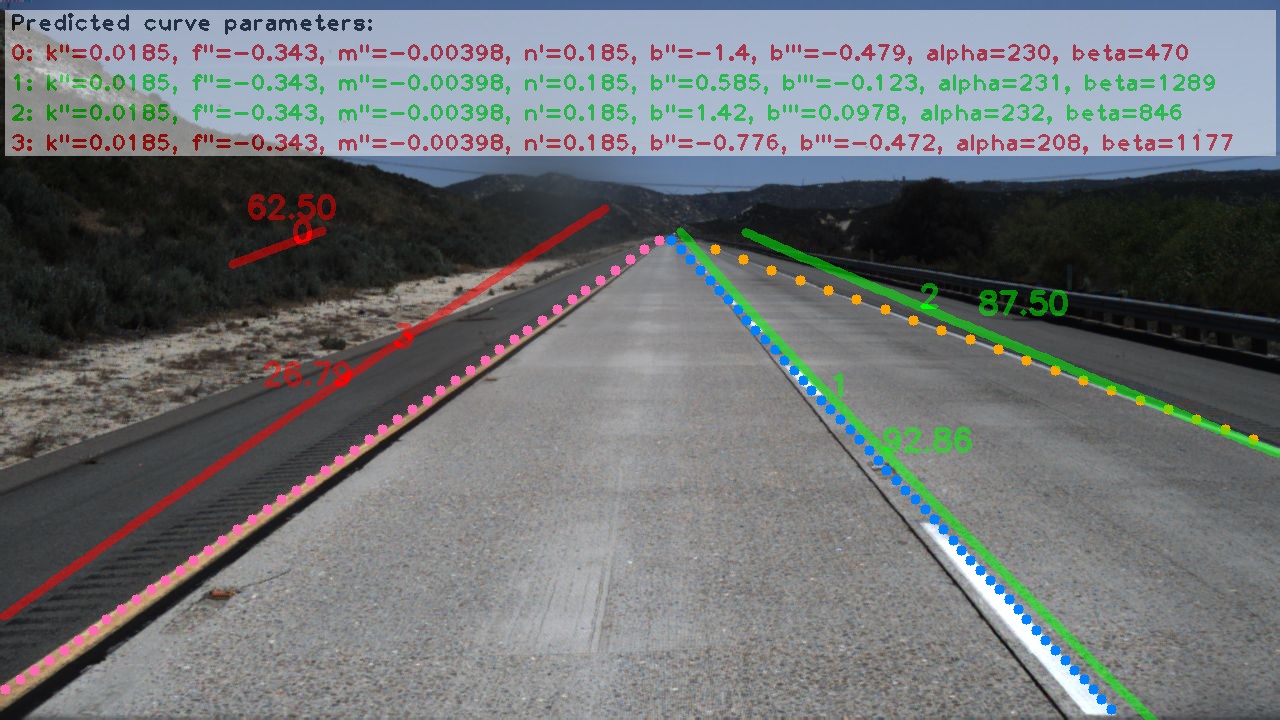 Predicted curve parameters:
0: k''=0.0185, f''=−0.343, m''=−0.00398, n'=0.185, b''=−1.4, b'''=−0.479, alpha=230, beta=470
1: k''=0.0185, f''=−0.343, m''=−0.00398, n'=0.185, b''=0.585, b'''=−0.123, alpha=231, beta=1289
2: k''=0.0185, f''=−0.343, m''=−0.00398, n'=0.185, b''=1.42, b'''=0.0978, alpha=232, beta=846
3: k''=0.0185, f''=−0.343, m''=−0.00398, n'=0.185, b''=−0.776, b'''=−0.472, alpha=208, beta=1177
62.50
0
2
87.50
3
26.79
1
92.86